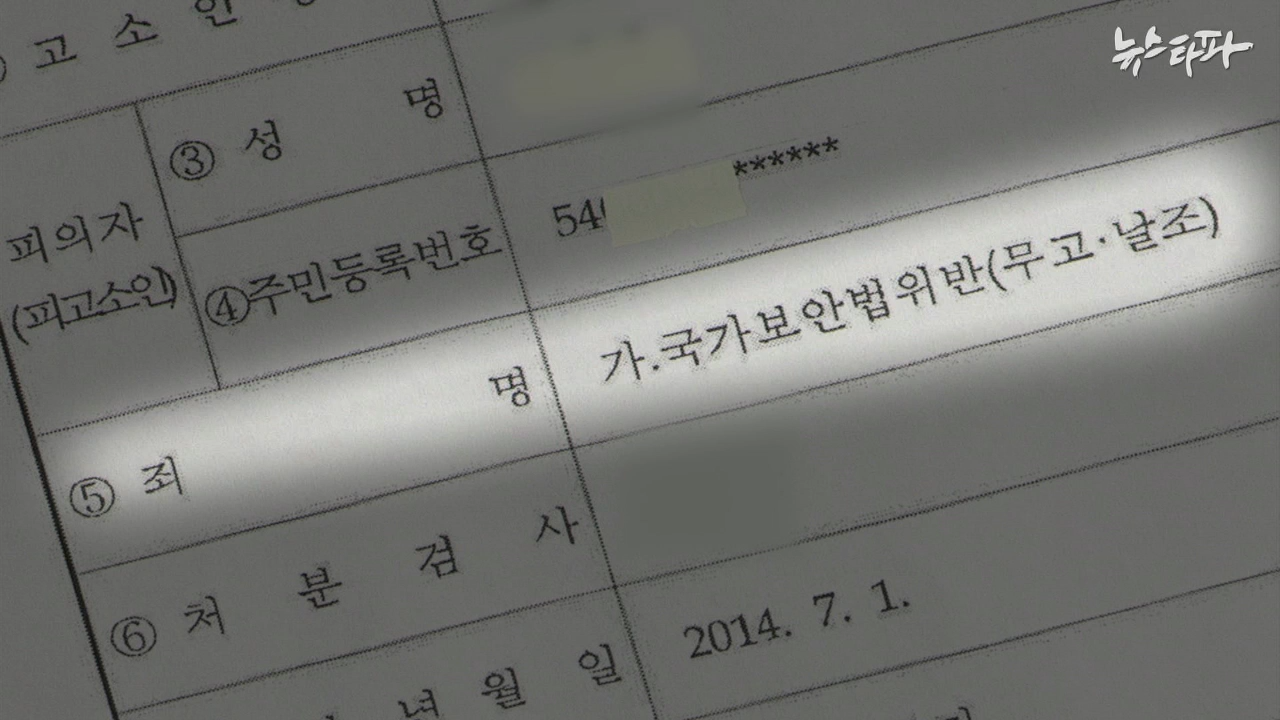 뉴스타파
고 소 인
③ 성 명
피의자
(피고소인)
④주민등록번호 54 ******
⑤ 죄 명 가.국가보안법위반(무고·날조)
⑥ 처 분 검 사
년 월 일 2014. 7. 1.